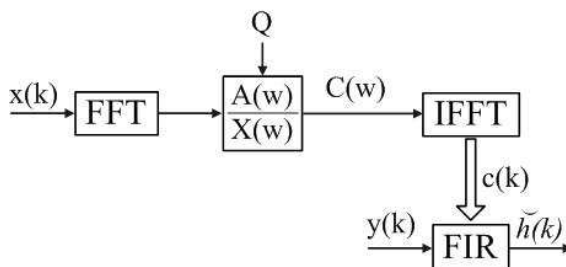 Q
x(k)
FFT
A(w)
X(w)
C(w)
IFFT
c(k)
y(k)
FIR
h̆(k)